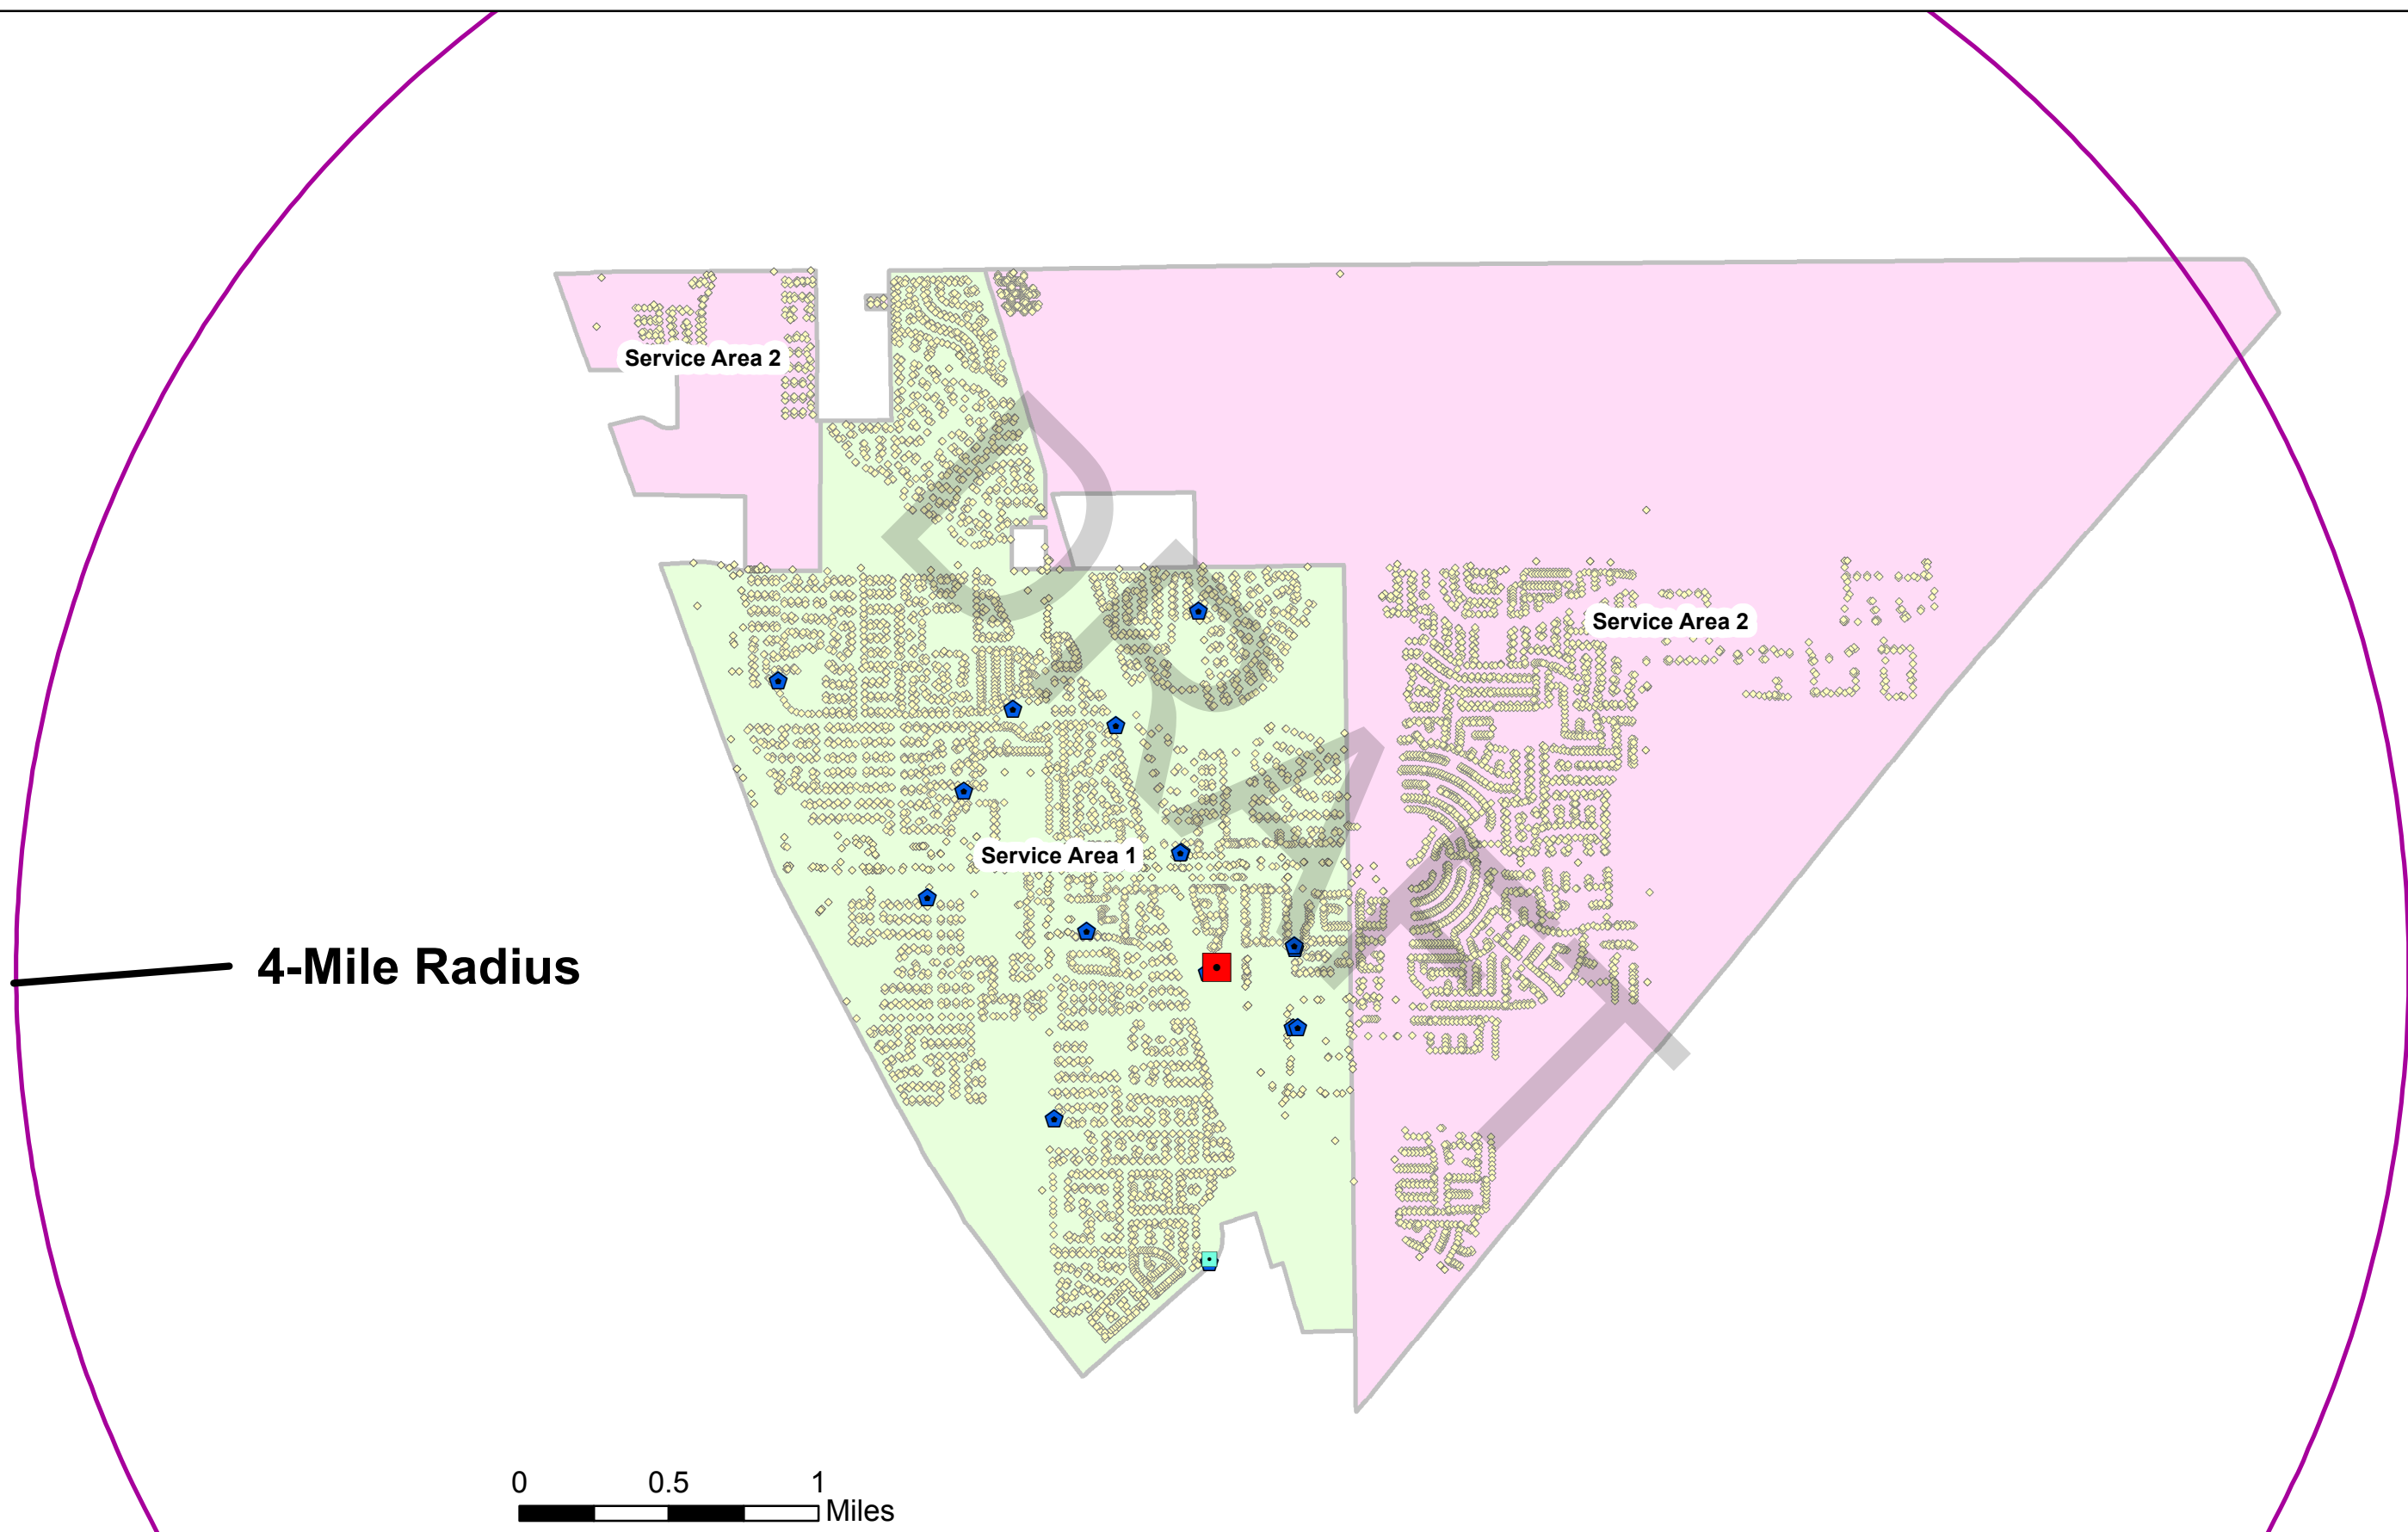 Service Area 2
DRAFT
Service Area 2
Service Area 1
4-Mile Radius
0 0.5 1
Miles